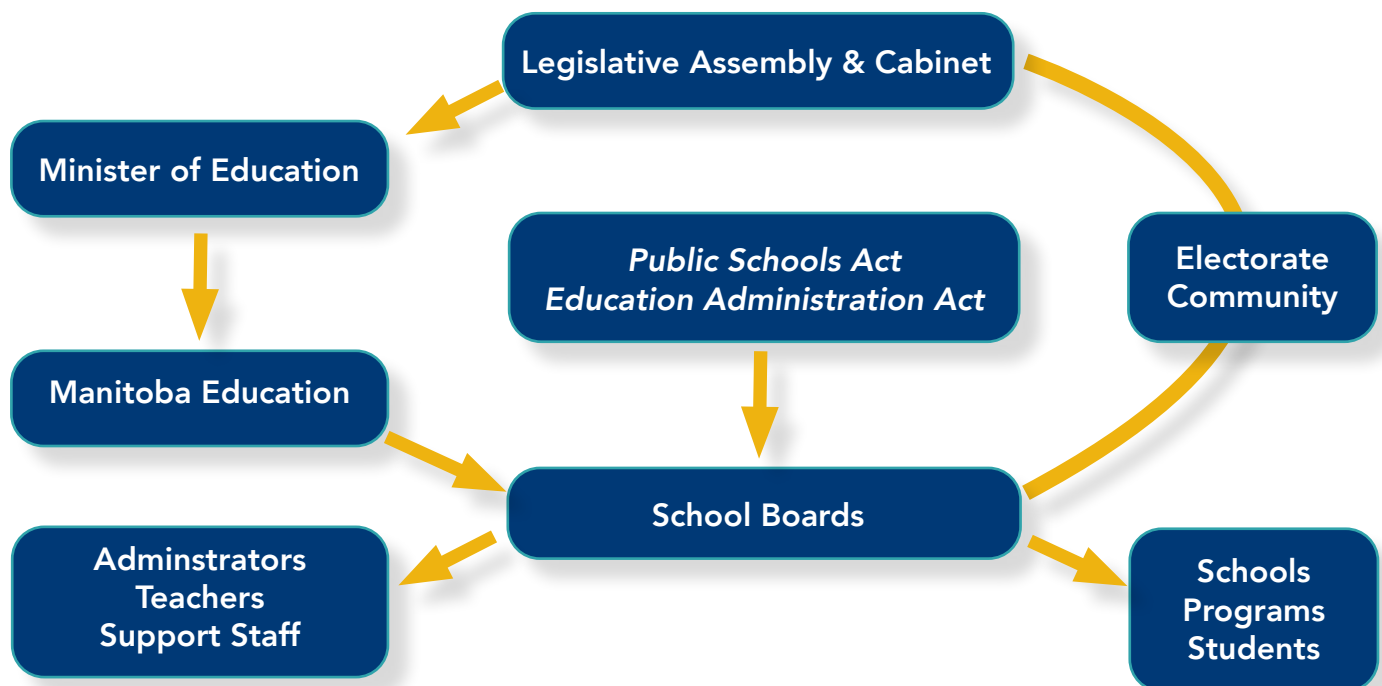 Legislative Assembly & Cabinet
Minister of Education
Public Schools Act
Education Administration Act
Electorate
Community
Manitoba Education
School Boards
Adminstrators
Teachers
Support Staff
Schools
Programs
Students